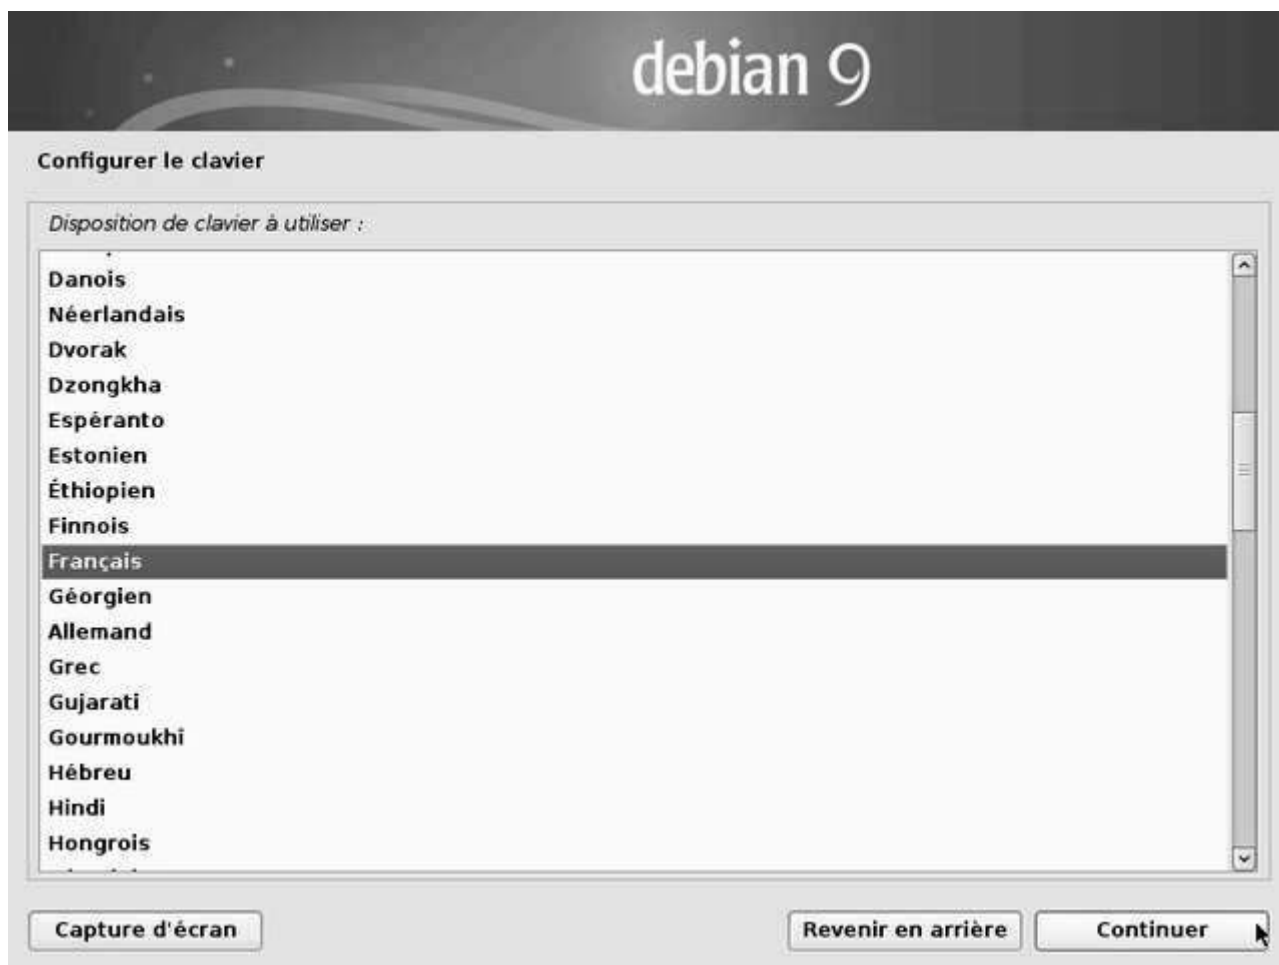 debian 9
Configurer le clavier
Disposition de clavier à utiliser :
Danois
Néerlandais
Dvorak
Dzongkha
Espéranto
Estonien
Éthiopien
Finnois
Français
Géorgien
Allemand
Grec
Gujarati
Gourmoukhî
Hébreu
Hindi
Hongrois
Capture d'écran
Revenir en arrière
Continuer